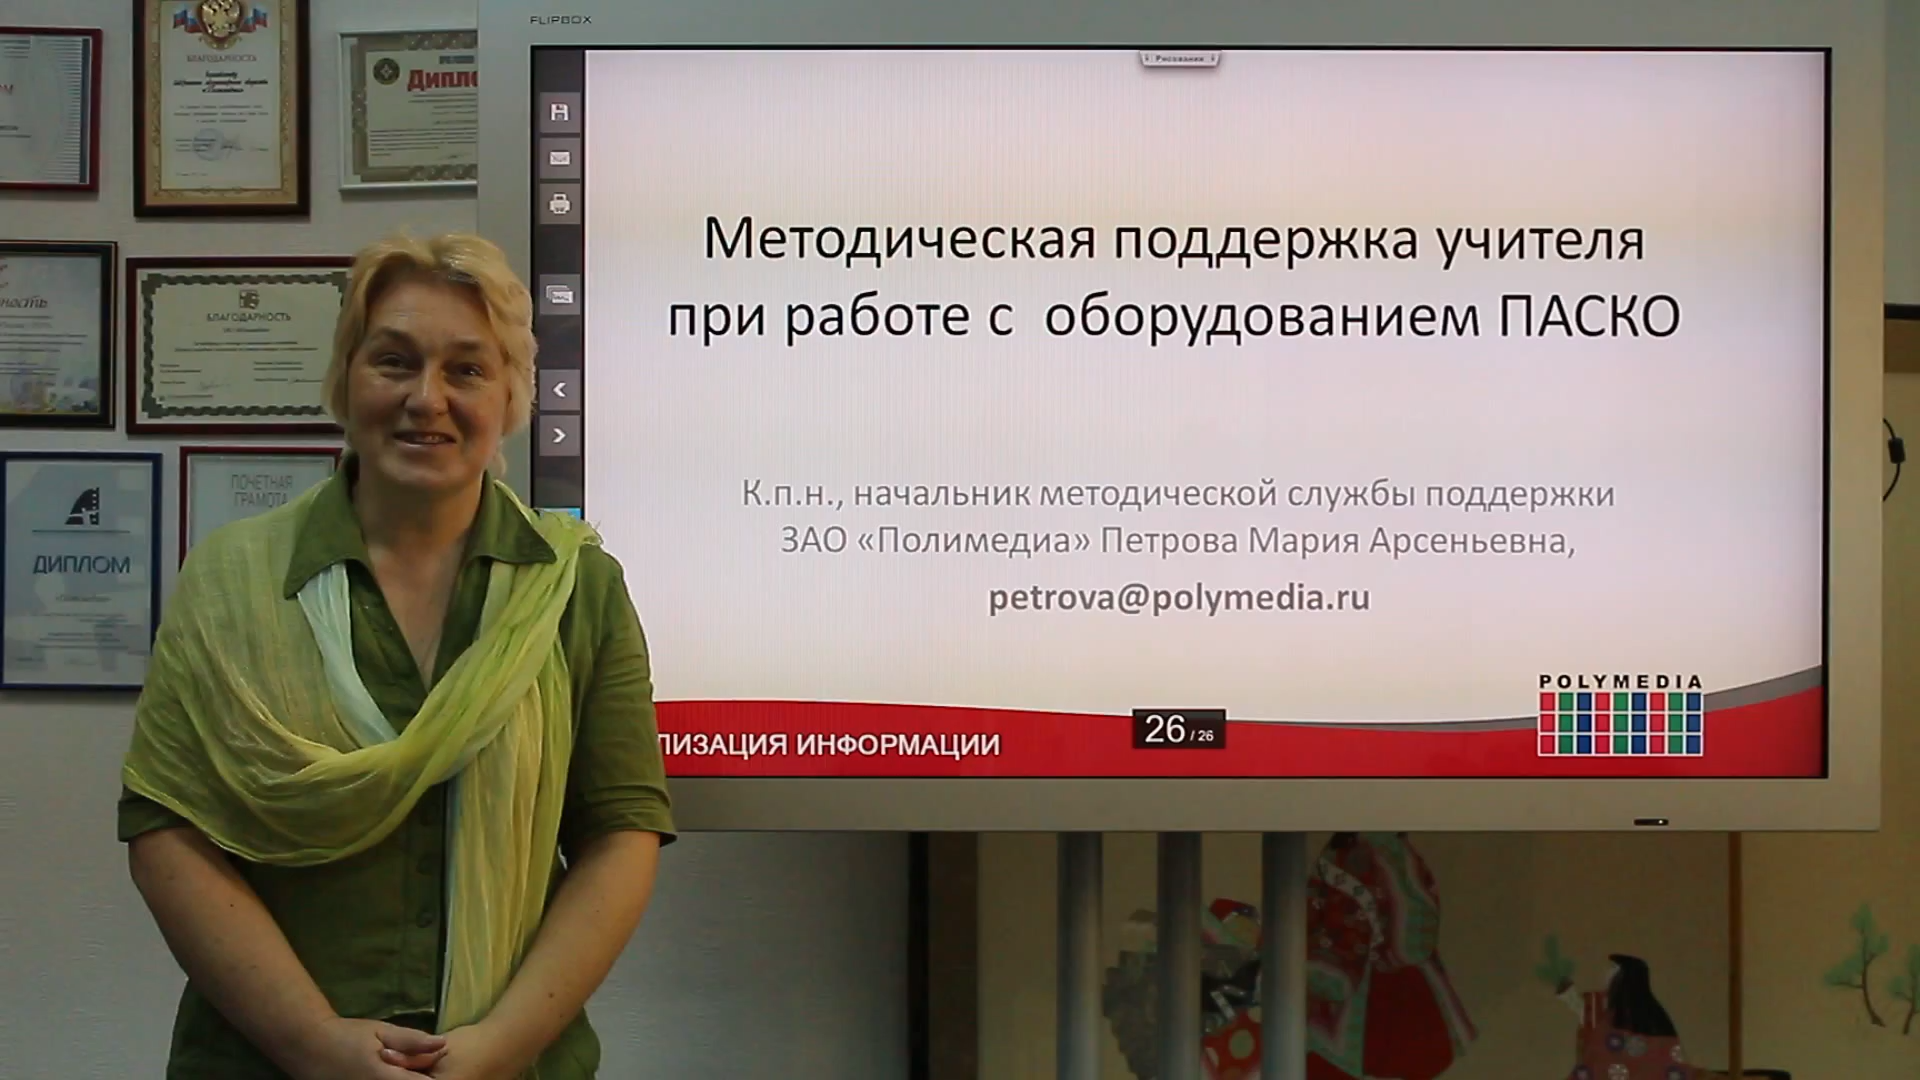 FLIPBOX
Рисование
БЛАГОДАРНОСТЬ
Дипло
Методическая поддержка учителя
при работе с оборудованием ПАСКО
БЛАГОДАРНОСТЬ
К.п.н., начальник методической службы поддержки
ЗАО «Полимедиа» Петрова Мария Арсеньевна,
petrova@polymedia.ru
ПОЧЕТНАЯ
ГРАМОТА
ДИПЛОМ
POLYMEDIA
ЛИЗАЦИЯ ИНФОРМАЦИИ
26 / 26